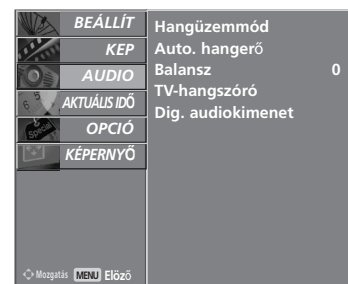 BEÁLLÍT
KEP
AUDIO
AKTUÁLIS IDŐ
OPCIÓ
KÉPERNYŐ
Hangüzemmód
Auto. hangerő
Balansz 0
TV-hangszóró
Dig. audiokimenet
Mozgatás MENU Előző